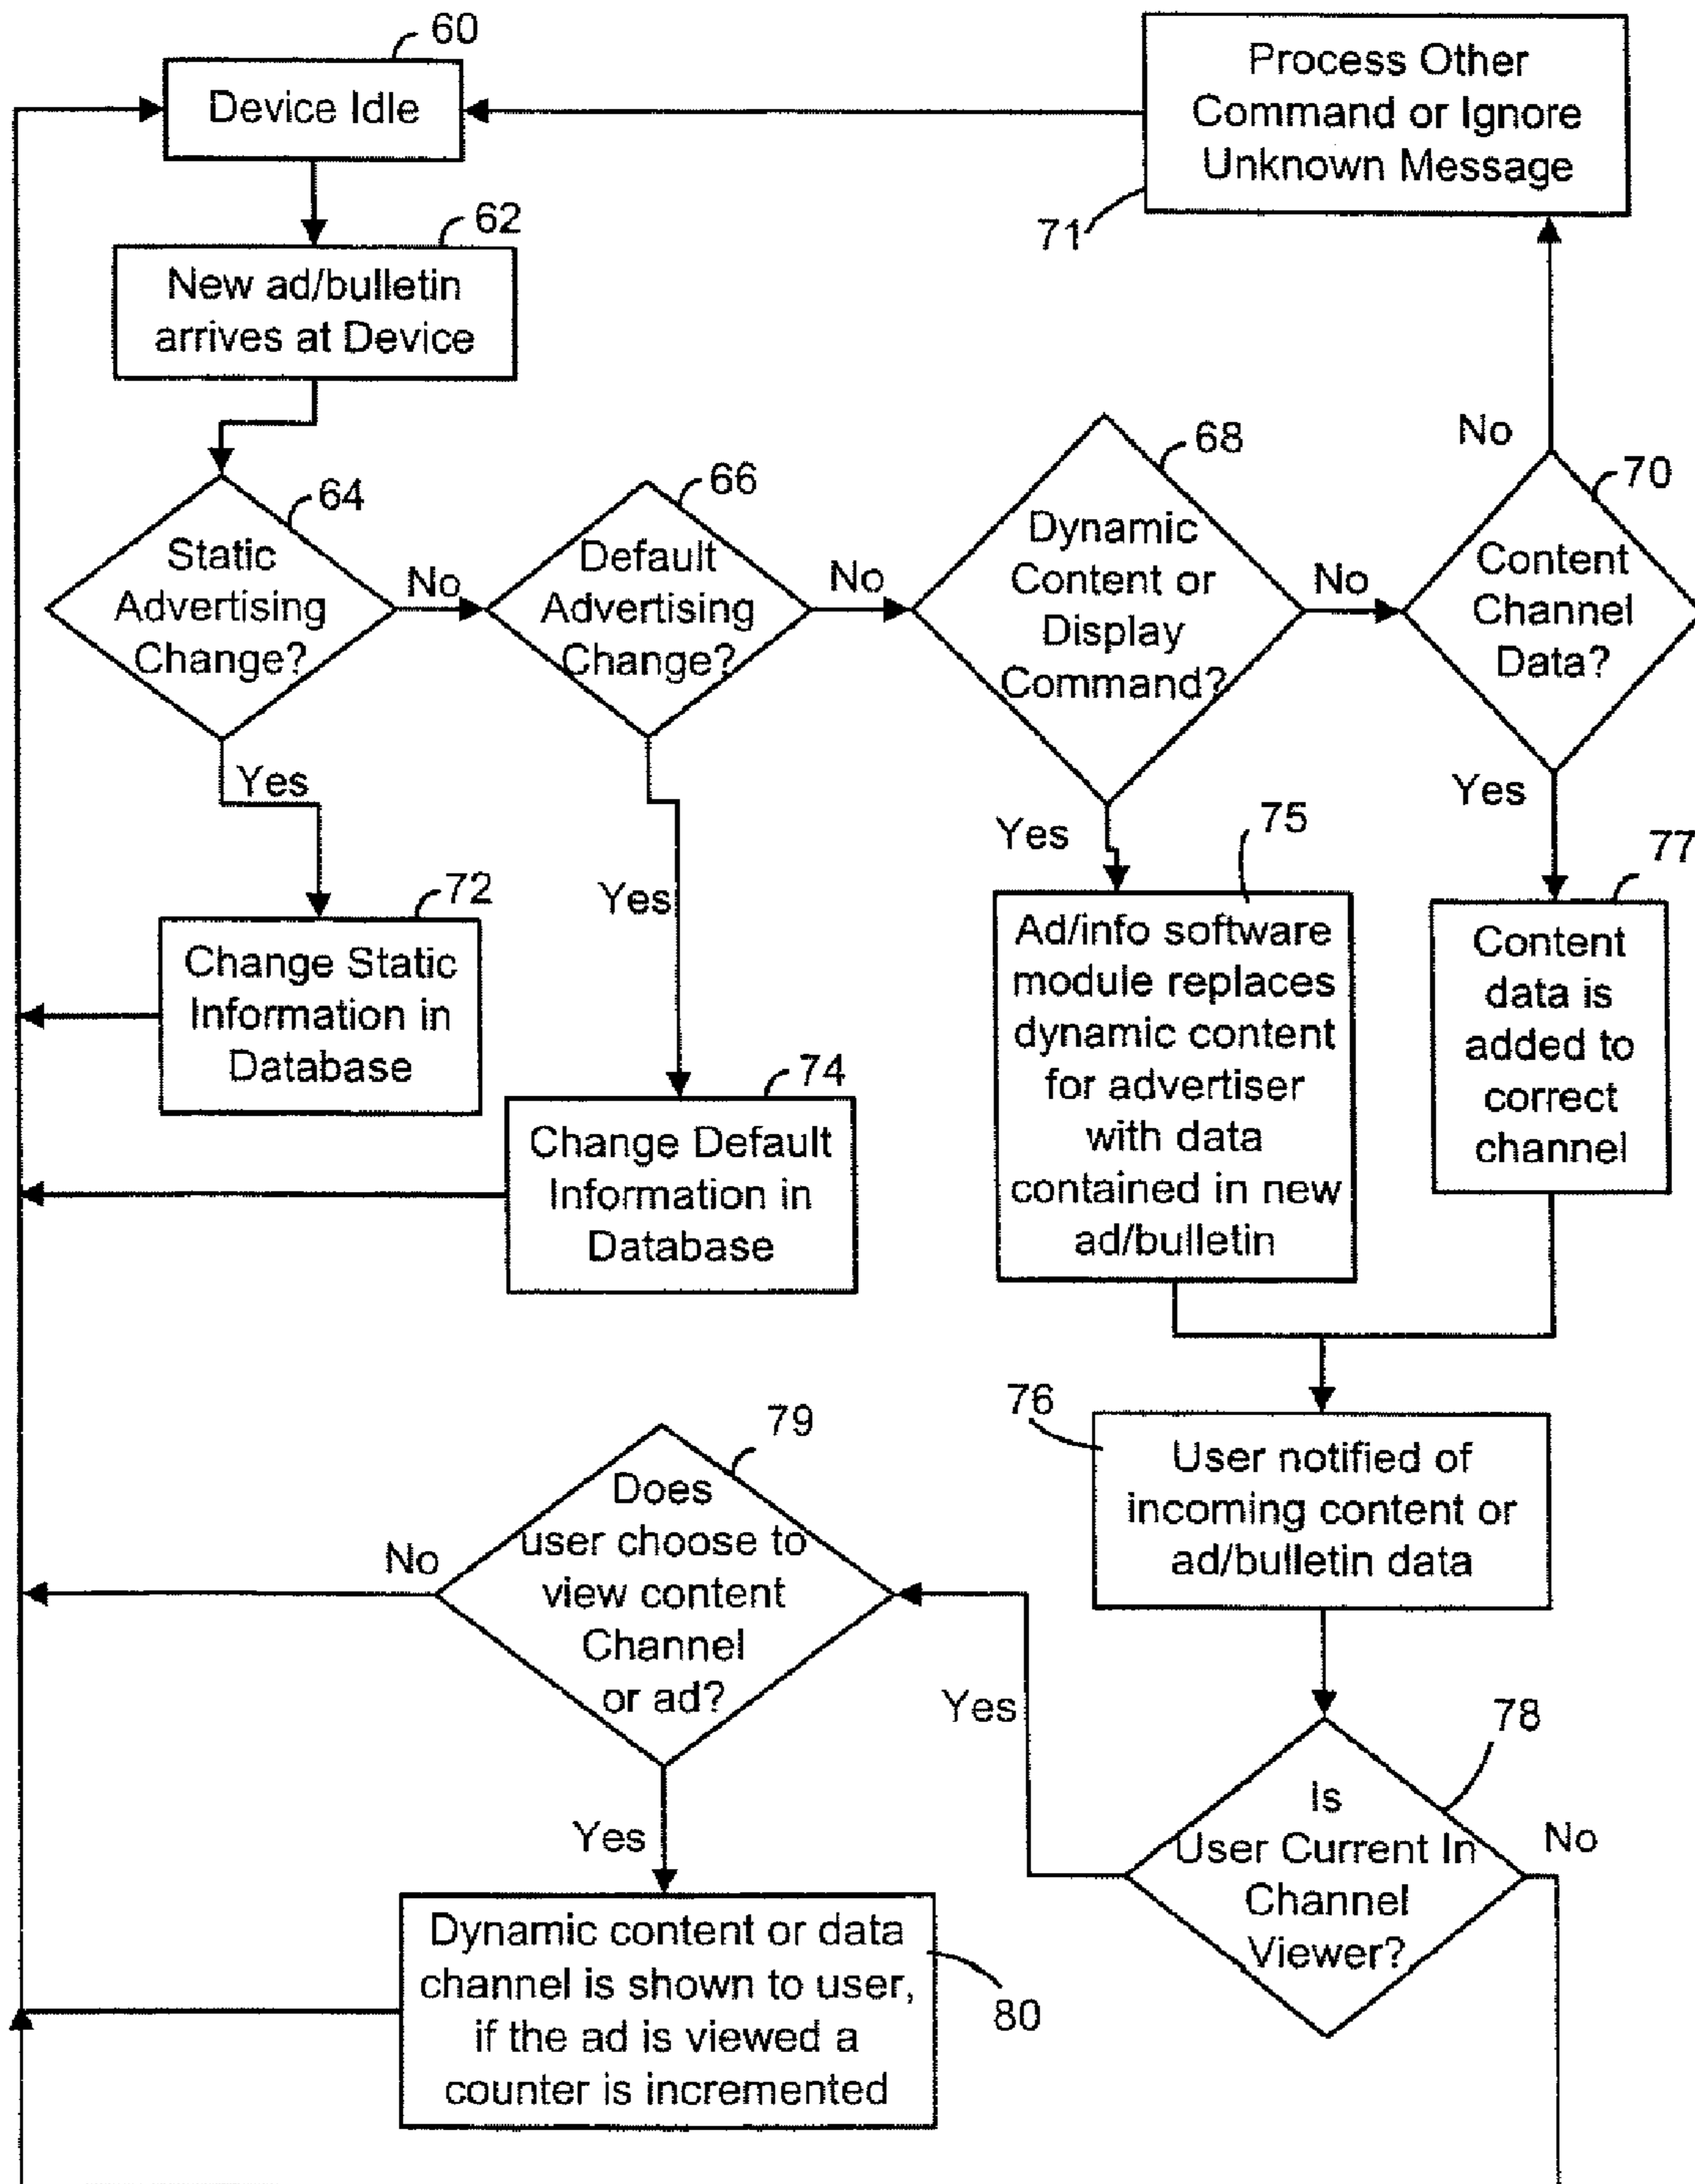 60
Device Idle
Process Other
Command or Ignore
Unknown Message
71
62
New ad/bulletin
arrives at Device
64
Static
Advertising
Change?
No
66
Default
Advertising
Change?
No
68
Dynamic
Content or
Display
Command?
No
70
Content
Channel
Data?
No
Yes
72
Change Static
Information in
Database
Yes
74
Change Default
Information in
Database
Yes
75
Ad/info software
module replaces
dynamic content
for advertiser
with data
contained in new
ad/bulletin
Yes
77
Content
data is
added to
correct
channel
76
User notified of
incoming content or
ad/bulletin data
79
Does
user choose to
view content
Channel
or ad?
No
Yes
78
Is
User Current In
Channel
Viewer?
Yes
No
Dynamic content or data
channel is shown to user,
if the ad is viewed a
counter is incremented
80